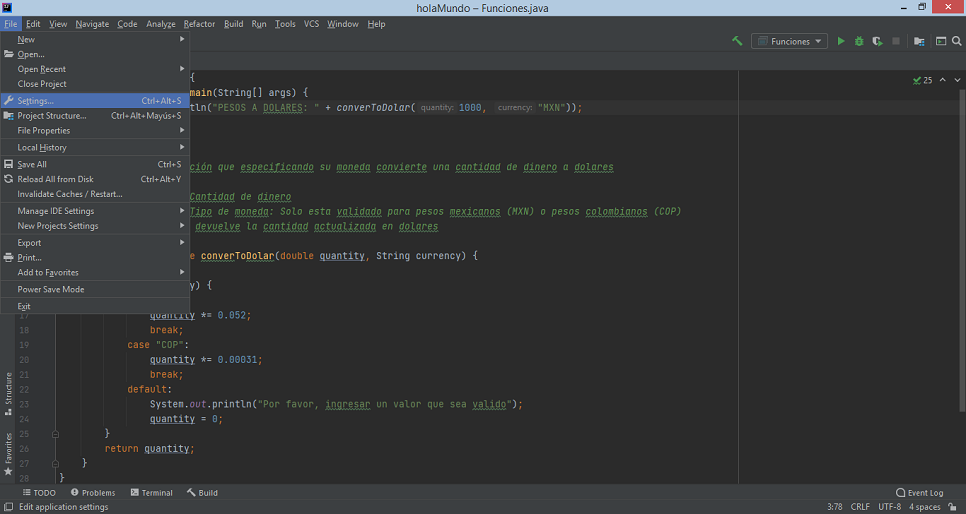 holaMundo – Funciones.java
File Edit View Navigate Code Analyze Refactor Build Run Tools VCS Window Help
Funciones
New
Open...
Open Recent
Close Project
Settings... Ctrl+Alt+S
Project Structure... Ctrl+Alt+Mayús+S
File Properties
Local History
Save All Ctrl+S
Reload All from Disk Ctrl+Alt+Y
Invalidate Caches / Restart...
Manage IDE Settings
New Projects Settings
Export
Print...
Add to Favorites
Power Save Mode
Exit
25
{
main(String[] args) {
tln("PESOS A DOLARES: " + converToDolar( quantity: 1000, currency: "MXN"));
ción que especificando su moneda convierte una cantidad de dinero a dolares
Cantidad de dinero
Tipo de moneda: Solo esta validado para pesos mexicanos (MXN) o pesos colombianos (COP)
devuelve la cantidad actualizada en dolares
e converToDolar(double quantity, String currency) {
y) {
17 quantity *= 0.052;
18 break;
19 case "COP":
20 quantity *= 0.00031;
21 break;
22 default:
23 System.out.println("Por favor, ingresar un valor que sea valido");
24 quantity = 0;
25 }
26 return quantity;
27 }
28 }
Structure
Favorites
TODO Problems Terminal Build Event Log
Edit application settings 3:78 CRLF UTF-8 4 spaces